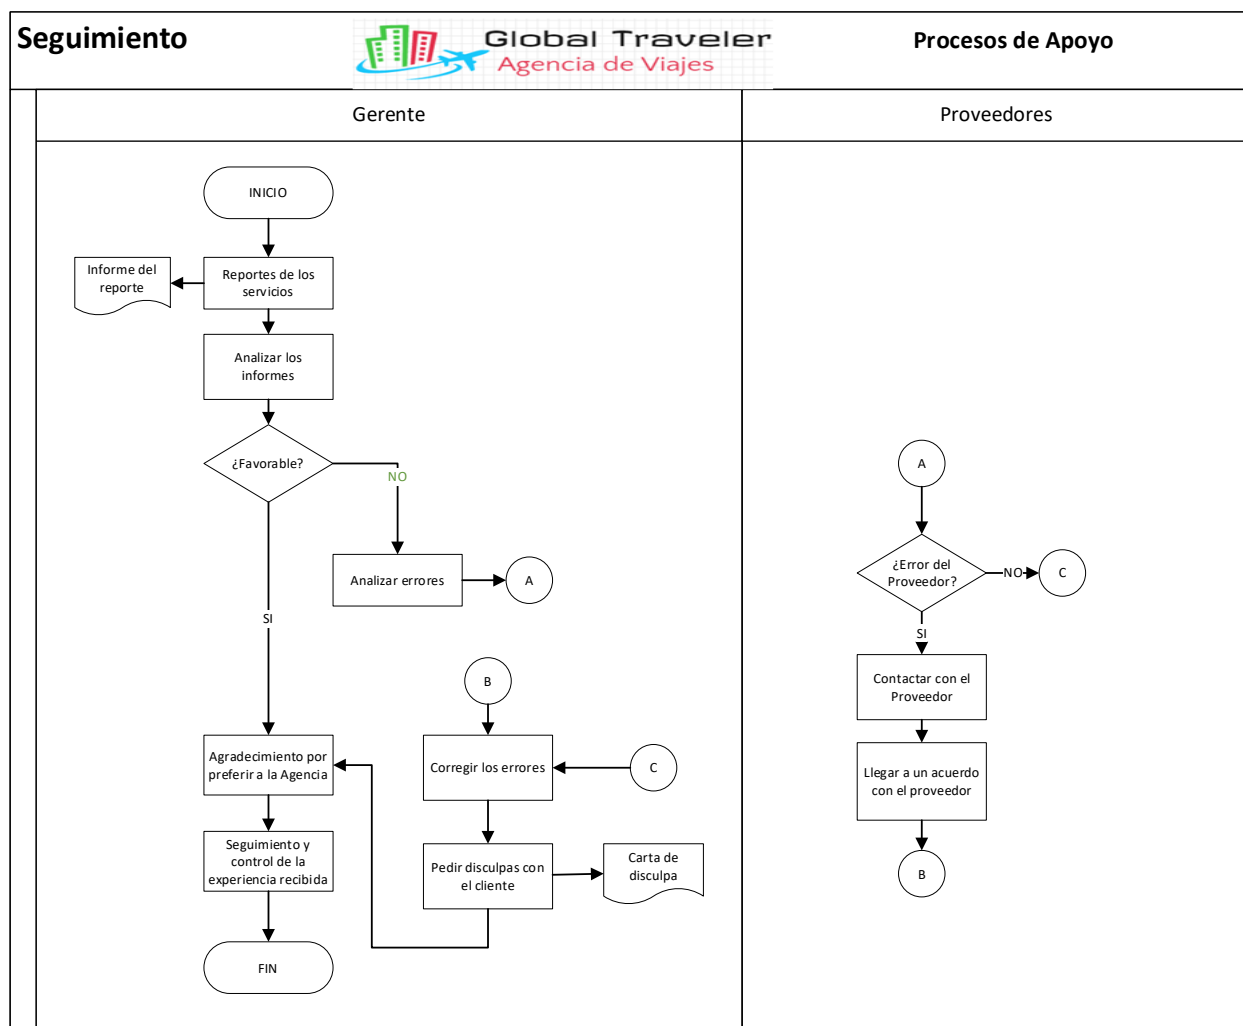 Seguimiento
Global Traveler
Agencia de Viajes
Procesos de Apoyo
Gerente
Proveedores
INICIO
Informe del
reporte
Reportes de los
servicios
Analizar los
informes
¿Favorable?
NO
SI
Analizar errores
A
B
Agradecimiento por
preferir a la Agencia
Corregir los errores
C
Seguimiento y
control de la
experiencia recibida
Pedir disculpas con
el cliente
Carta de
disculpa
FIN
A
¿Error del
Proveedor?
NO
C
SI
Contactar con el
Proveedor
Llegar a un acuerdo
con el proveedor
B